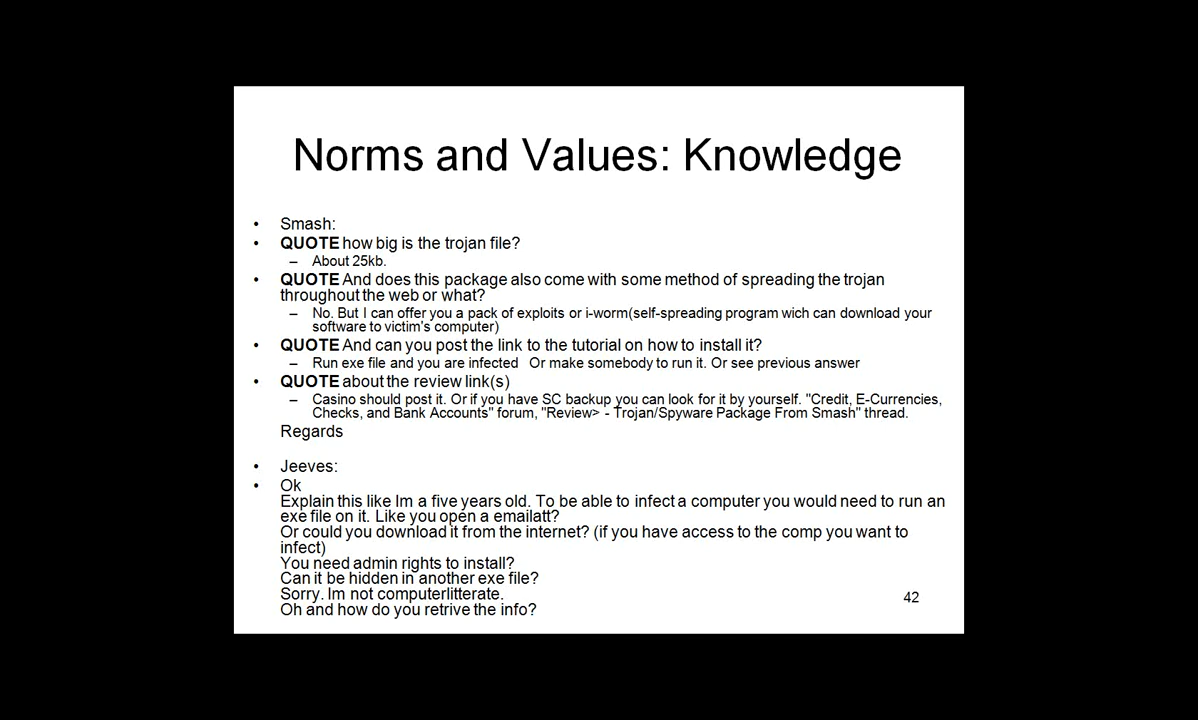 Norms and Values: Knowledge
• Smash:
• QUOTE how big is the trojan file?
– About 25kb.
• QUOTE And does this package also come with some method of spreading the trojan
throughout the web or what?
– No. But I can offer you a pack of exploits or i-worm(self-spreading program wich can download your
software to victim's computer)
• QUOTE And can you post the link to the tutorial on how to install it?
– Run exe file and you are infected Or make somebody to run it. Or see previous answer
• QUOTE about the review link(s)
– Casino should post it. Or if you have SC backup you can look for it by yourself. "Credit, E-Currencies,
Checks, and Bank Accounts" forum, "Review> - Trojan/Spyware Package From Smash" thread.
Regards
• Jeeves:
• Ok
Explain this like Im a five years old. To be able to infect a computer you would need to run an
exe file on it. Like you open a emailatt?
Or could you download it from the internet? (if you have access to the comp you want to
infect)
You need admin rights to install?
Can it be hidden in another exe file?
Sorry. Im not computerlitterate.
Oh and how do you retrive the info?
42